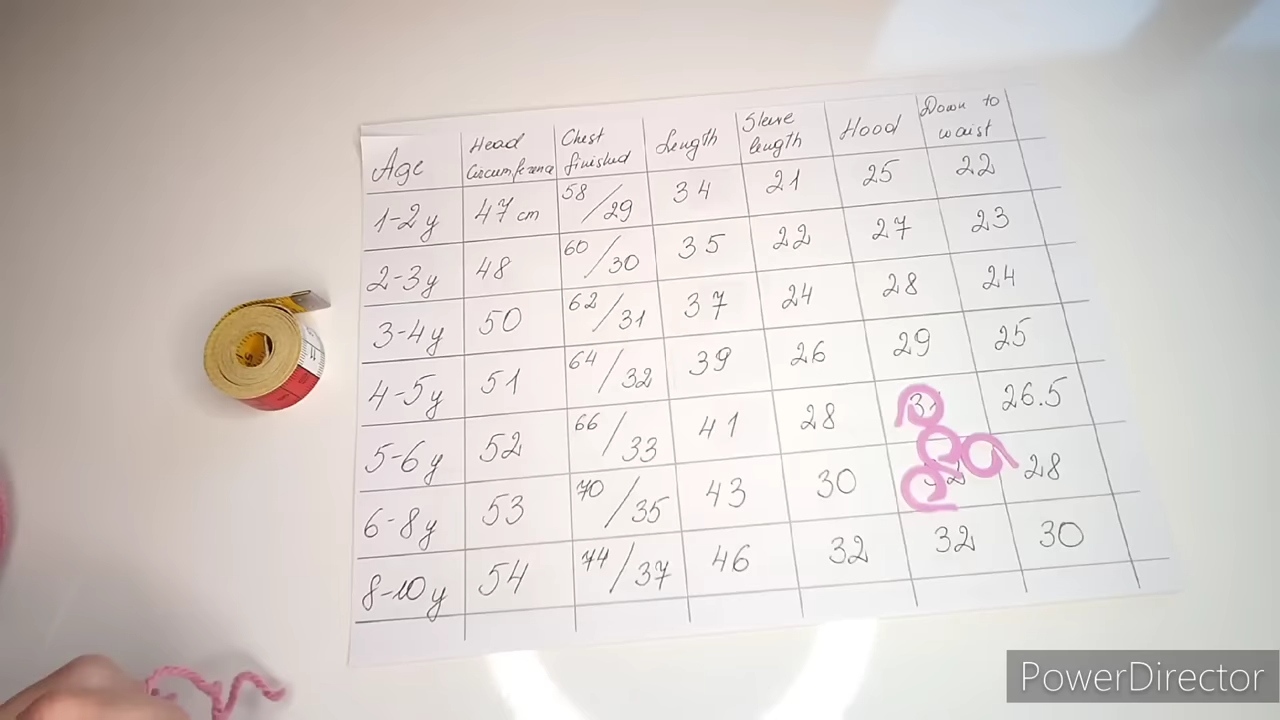 Age Head Circumference Chest finished Length Sleeve length Hood Down to waist
1-2y 47 cm 58/29 34 21 25 22
2-3y 48 60/30 35 22 27 23
3-4y 50 62/31 37 24 28 24
4-5y 51 64/32 39 26 29 25
5-6y 52 66/33 41 28 26.5
6-8y 53 70/35 43 30 28
8-10y 54 74/37 46 32 32 30
PowerDirector